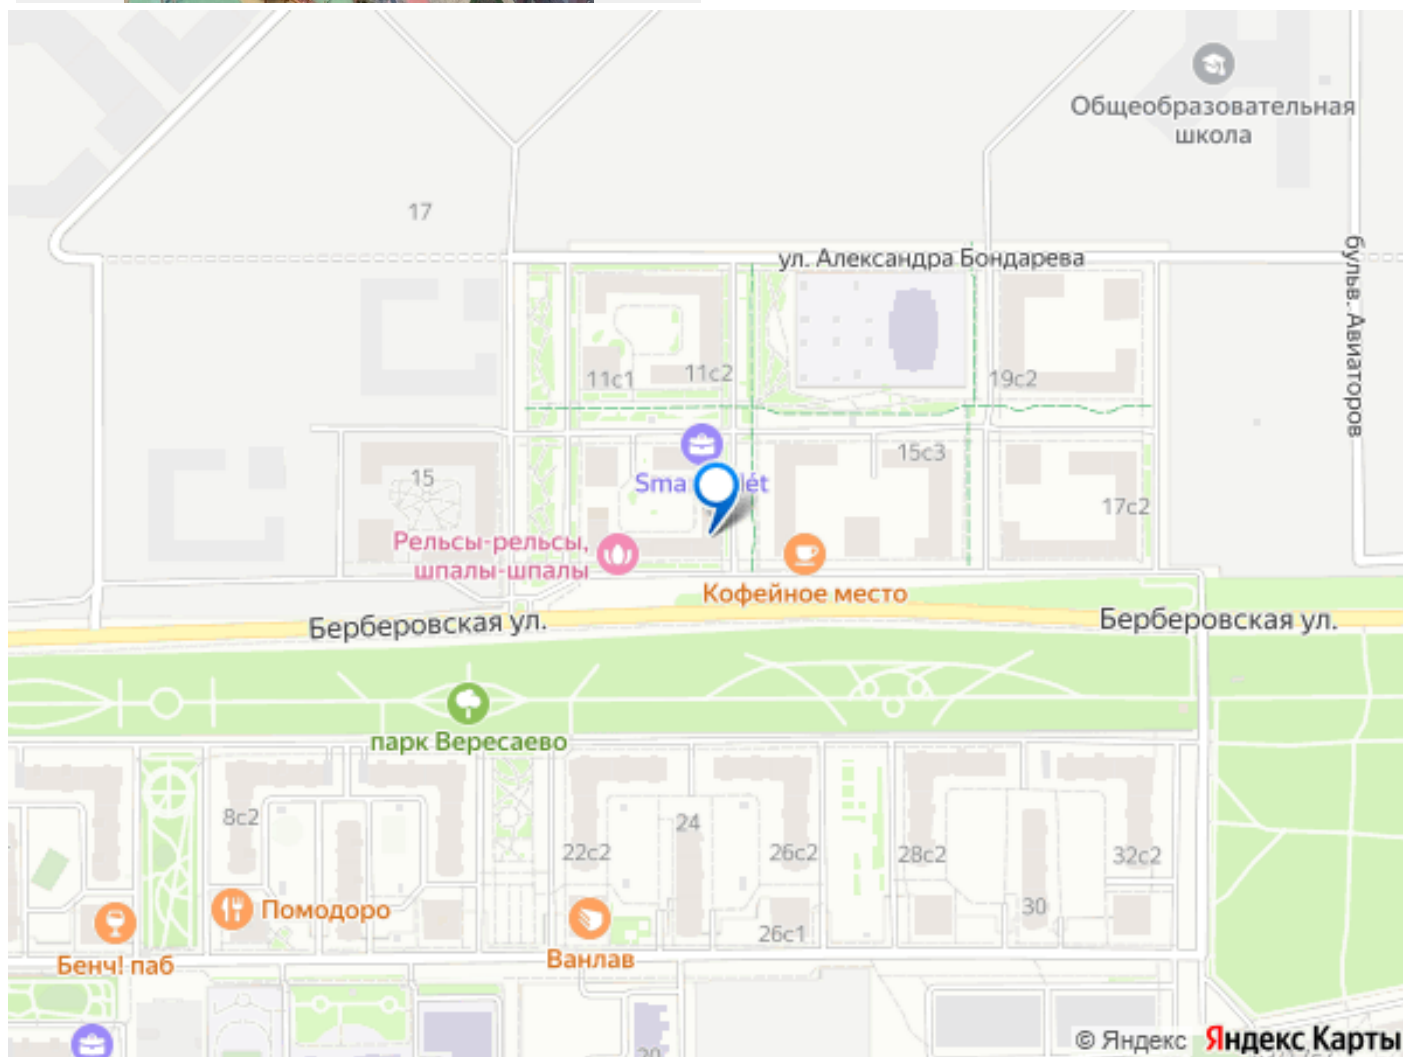 Общеобразовательная
школа
17
ул. Александра Бондарева
бульв. Авиаторов
11с1
11с2
19с2
15
Sma
lét
15с3
17с2
Рельсы-рельсы,
шпалы-шпалы
Кофейное место
Берберовская ул.
Берберовская ул.
парк Вересаево
8с2
22с2
24
26с2
28с2
32с2
30
Помодоро
26с1
Бенч! паб
Ванлав
© Яндекс Яндекс Карты